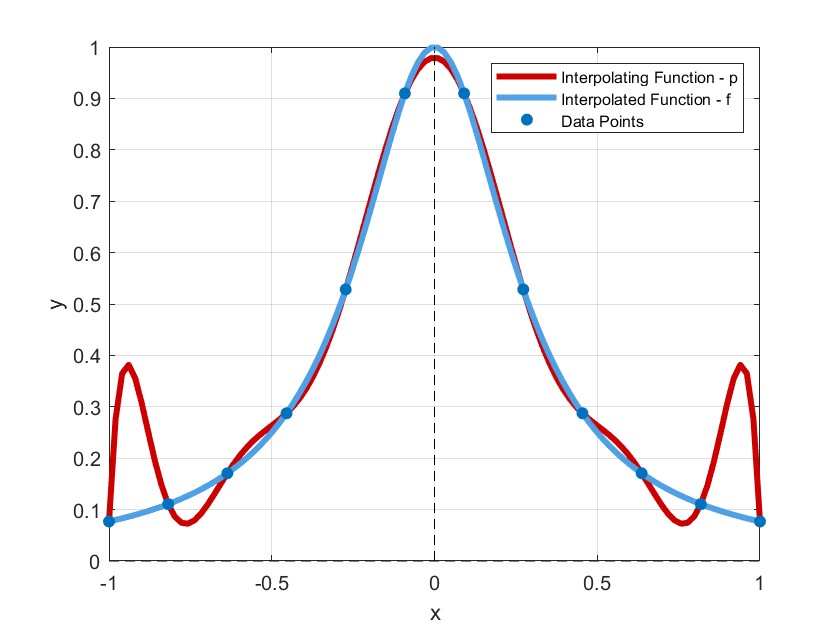 1
0.9
0.8
0.7
0.6
0.5
0.4
0.3
0.2
0.1
0
y
-1 -0.5 0 0.5 1
x
Interpolating Function - p
Interpolated Function - f
Data Points